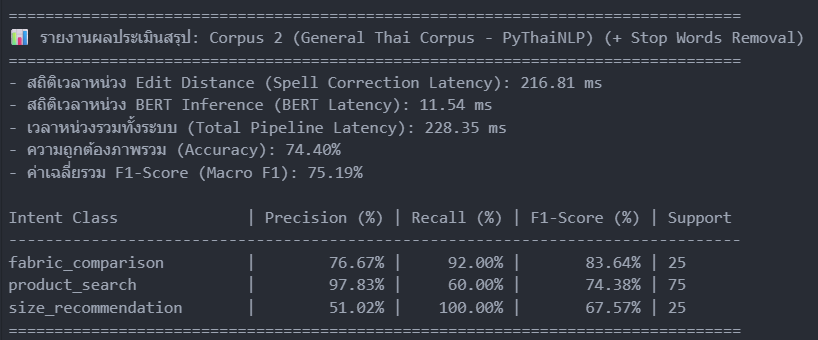 ================================================================================
📊 รายงานผลประเมินสรุป: Corpus 2 (General Thai Corpus - PyThaiNLP) (+ Stop Words Removal)
================================================================================
- สถิติเวลาหน่วง Edit Distance (Spell Correction Latency): 216.81 ms
- สถิติเวลาหน่วง BERT Inference (BERT Latency): 11.54 ms
- เวลาหน่วงรวมทั้งระบบ (Total Pipeline Latency): 228.35 ms
- ความถูกต้องภาพรวม (Accuracy): 74.40%
- ค่าเฉลี่ยรวม F1-Score (Macro F1): 75.19%
Intent Class | Precision (%) | Recall (%) | F1-Score (%) | Support
--------------------------------------------------------------------------------
fabric_comparison | 76.67% | 92.00% | 83.64% | 25
product_search | 97.83% | 60.00% | 74.38% | 75
size_recommendation | 51.02% | 100.00% | 67.57% | 25
================================================================================